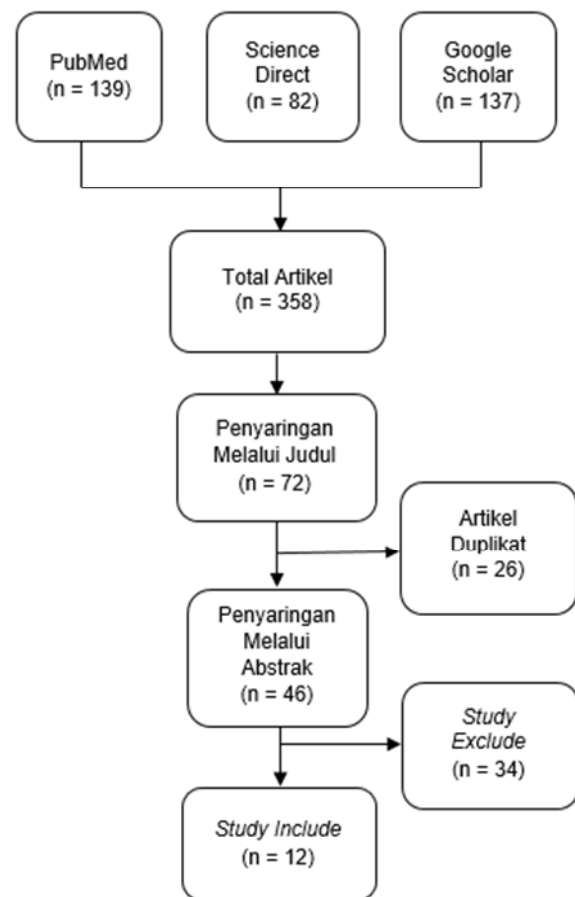 PubMed
(n = 139)
Science
Direct
(n = 82)
Google
Scholar
(n = 137)
Total Artikel
(n = 358)
Penyaringan
Melalui Judul
(n = 72)
Artikel
Duplikat
(n = 26)
Penyaringan
Melalui
Abstrak
(n = 46)
Study
Exclude
(n = 34)
Study Include
(n = 12)